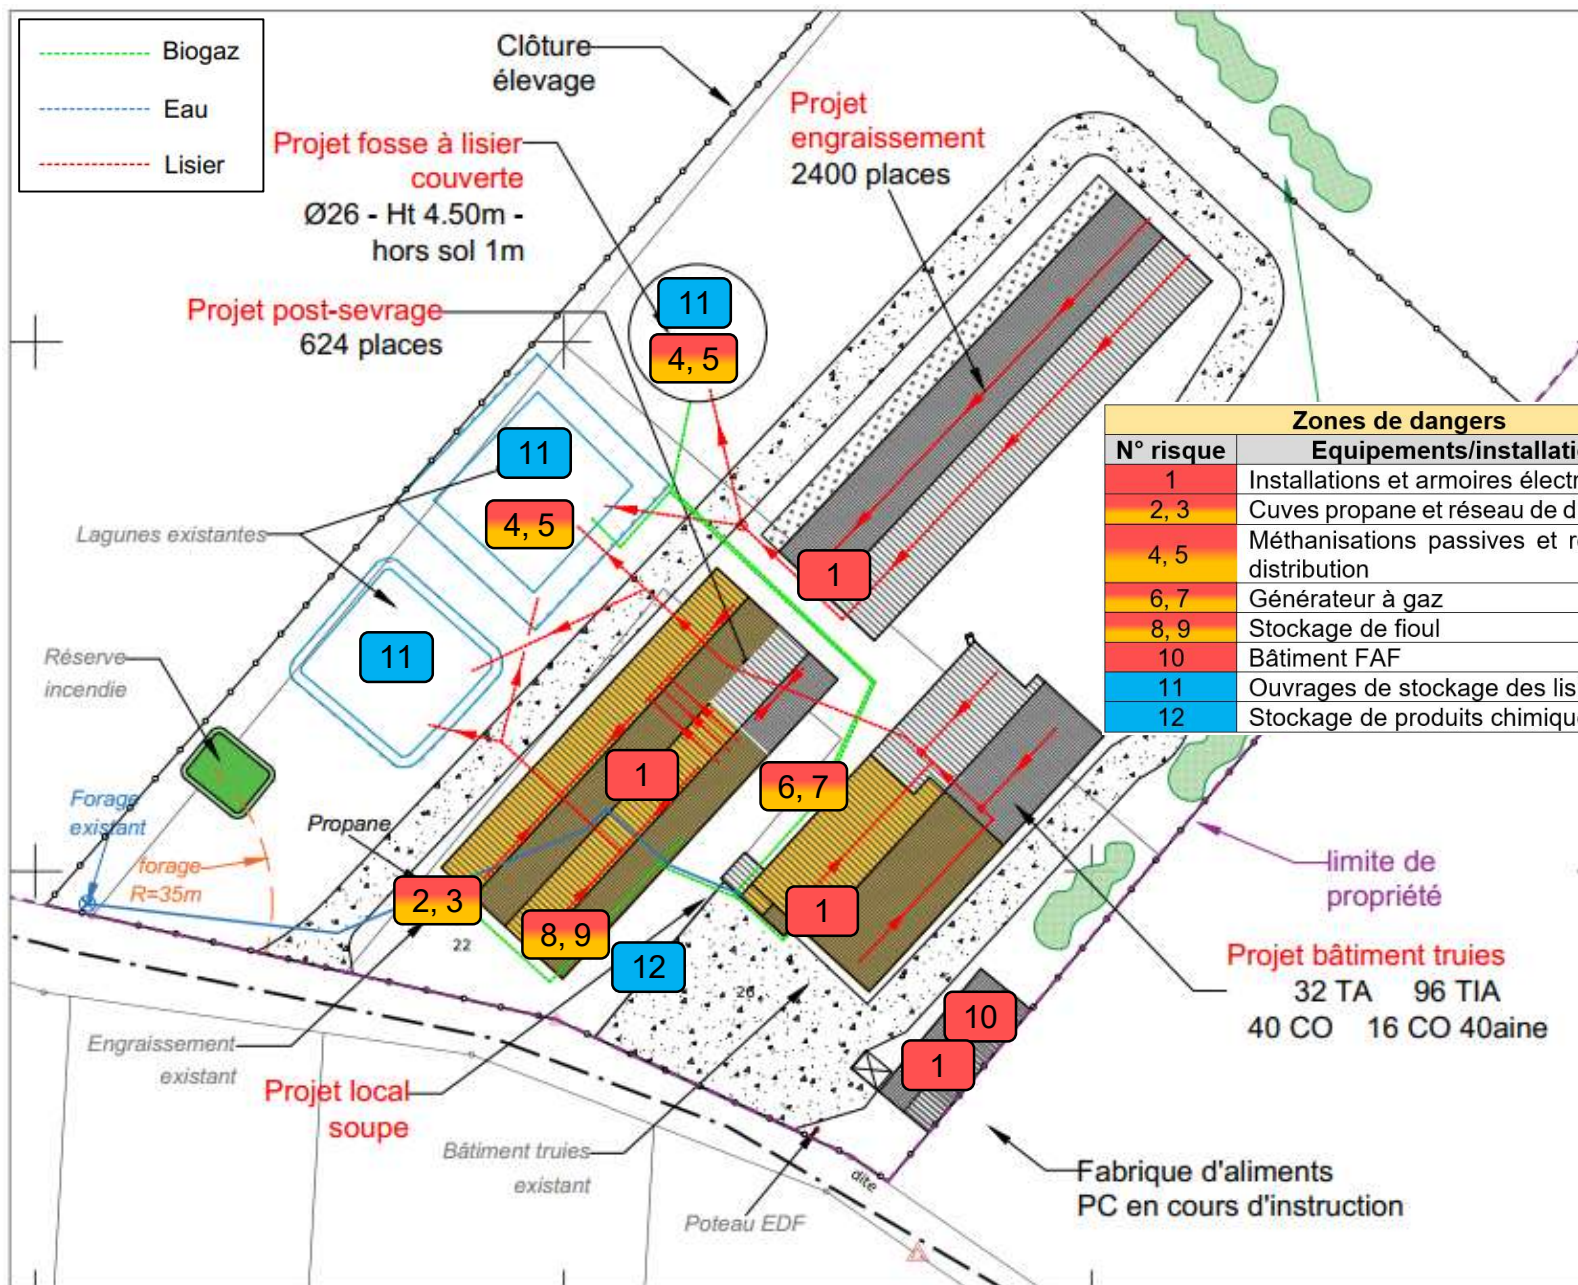 Biogaz
Eau
Lisier
Clôture
élevage
Projet fosse à lisier
couverte
Ø26 - Ht 4.50m -
hors sol 1m
Projet
engraissement
2400 places
Projet post-sevrage
624 places
11
4, 5
11
4, 5
Lagunes existantes
11
1
Zones de dangers
N° risque Equipements/installati
1 Installations et armoires électr
2, 3 Cuves propane et réseau de d
4, 5 Méthanisations passives et r
distribution
6, 7 Générateur à gaz
8, 9 Stockage de fioul
10 Bâtiment FAF
11 Ouvrages de stockage des lis
12 Stockage de produits chimiqu
Réserve
incendie
Forage
existant
Propane
forage
R=35m
1
6, 7
2, 3
8, 9
1
12
22
26
limite de
propriété
Projet bâtiment truies
32 TA 96 TIA
40 CO 16 CO 40aine
10
1
Engraissement
existant
Projet local
soupe
Bâtiment truies
existant
Poteau EDF
dite
Fabrique d'aliments
PC en cours d'instruction